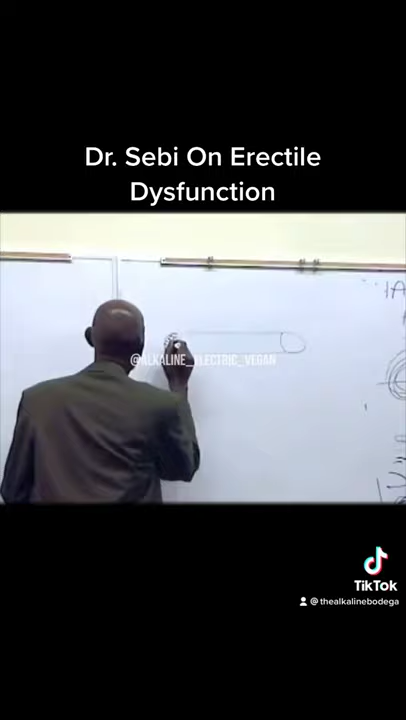 Dr. Sebi On Erectile
Dysfunction
@ALKALINE_ELECTRIC_VEGAN
TikTok
@ thealkalinebodega